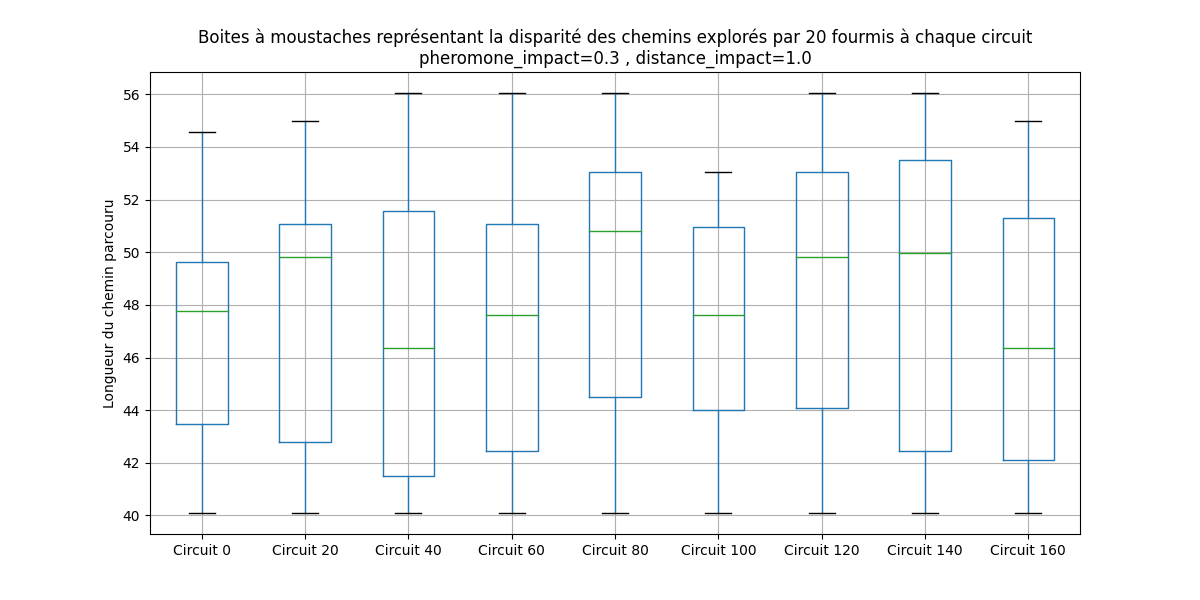 Boites à moustaches représentant la disparité des chemins explorés par 20 fourmis à chaque circuit
pheromone_impact=0.3 , distance_impact=1.0
Longueur du chemin parcouru
56
54
52
50
48
46
44
42
40
Circuit 0 Circuit 20 Circuit 40 Circuit 60 Circuit 80 Circuit 100 Circuit 120 Circuit 140 Circuit 160